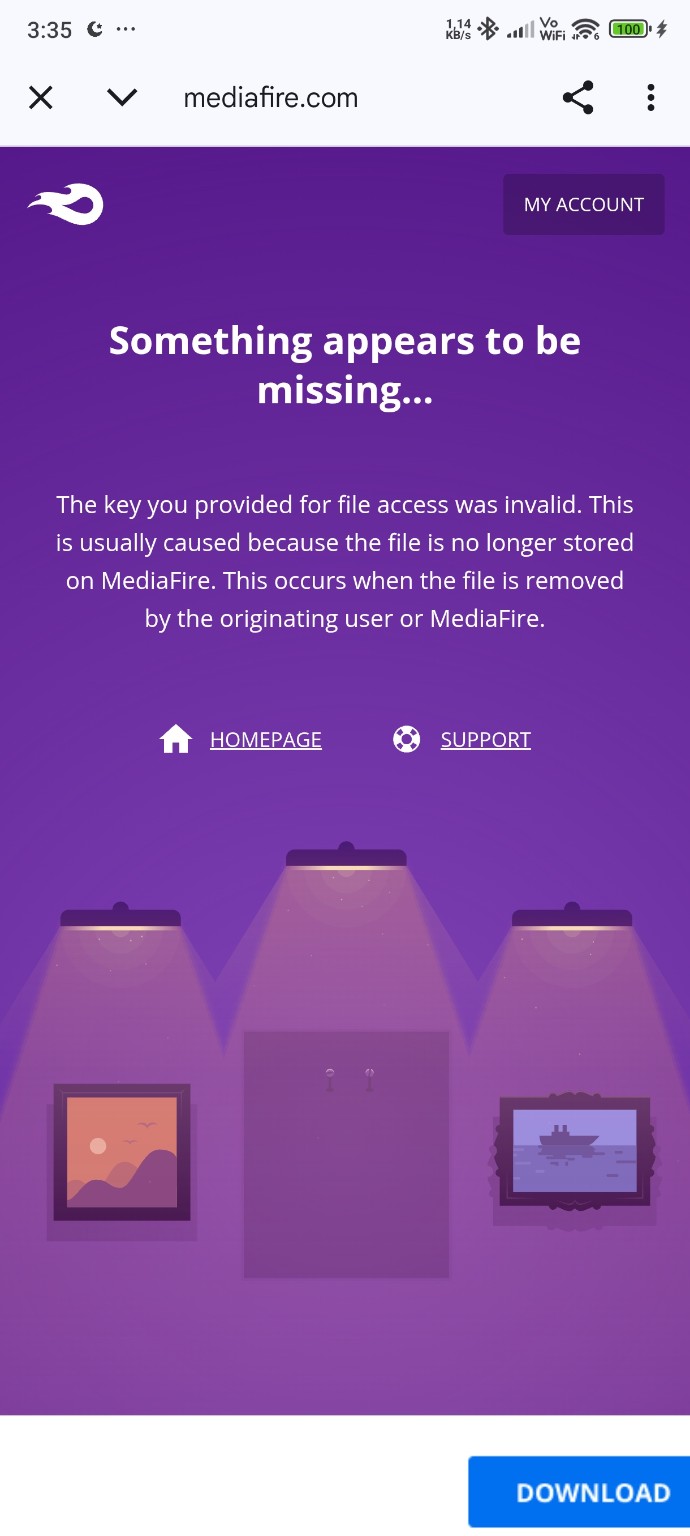 3:35 ...
1,14
KB/s
Vo
WiFi
6
100
mediafire.com
MY ACCOUNT
Something appears to be
missing...
The key you provided for file access was invalid. This
is usually caused because the file is no longer stored
on MediaFire. This occurs when the file is removed
by the originating user or MediaFire.
HOMEPAGE SUPPORT
DOWNLOAD